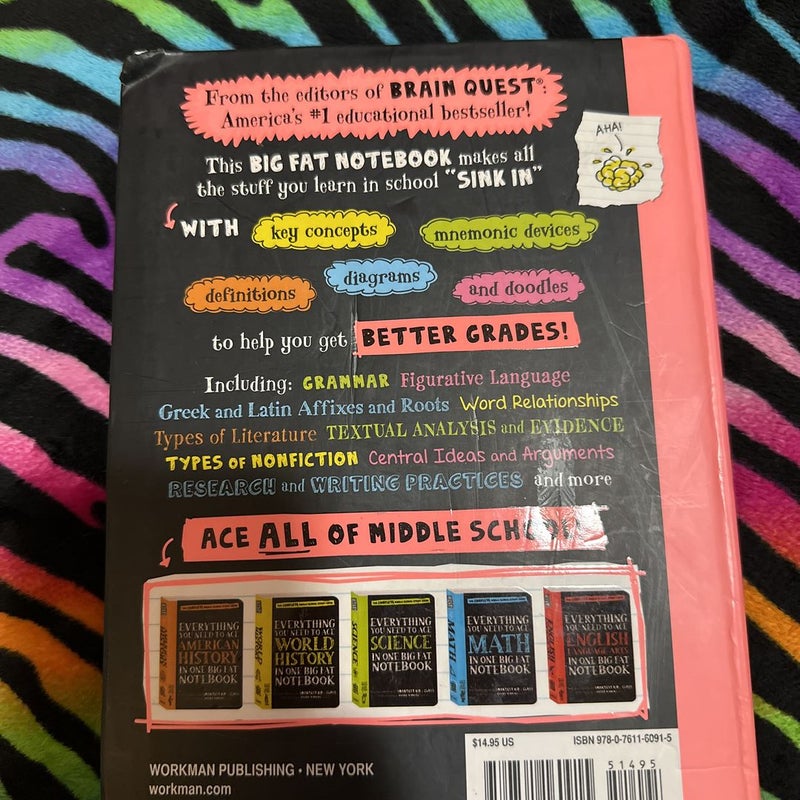 From the editors of BRAIN QUEST®:
America's #1 educational bestseller!
AHA!
This BIG FAT NOTEBOOK makes all
the stuff you learn in school "SINK IN"
WITH key concepts mnemonic devices
definitions diagrams and doodles
to help you get BETTER GRADES!
Including: GRAMMAR Figurative Language
Greek and Latin Affixes and Roots Word Relationships
Types of Literature TEXTUAL ANALYSIS and EVIDENCE
TYPES OF NONFICTION Central Ideas and Arguments
RESEARCH and WRITING PRACTICES and more
ACE ALL OF MIDDLE SCHOOL
EVERYTHING
YOU NEED TO ACE
AMERICAN
HISTORY
IN ONE BIG FAT
NOTEBOOK
EVERYTHING
YOU NEED TO ACE
WORLD
HISTORY
IN ONE BIG FAT
NOTEBOOK
SCIENCE
EVERYTHING
YOU NEED TO ACE
SCIENCE
IN ONE BIG FAT
NOTEBOOK
MATH
EVERYTHING
YOU NEED TO ACE
MATH
IN ONE BIG FAT
NOTEBOOK
ENGLISH
EVERYTHING
YOU NEED TO ACE
ENGLISH
LANGUAGE ARTS
IN ONE BIG FAT
NOTEBOOK
$14.95 US
ISBN 978-0-7611-6091-5
51495
WORKMAN PUBLISHING • NEW YORK
workman.com